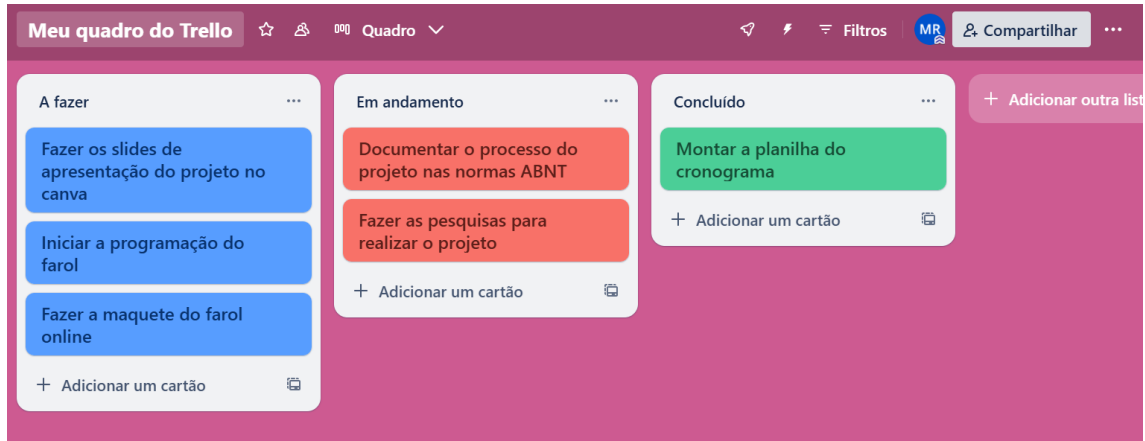 Meu quadro do Trello
Quadro
Filtros
MR
Compartilhar
A fazer
Fazer os slides de
apresentação do projeto no
canva
Iniciar a programação do
farol
Fazer a maquete do farol
online
+ Adicionar um cartão
Em andamento
Documentar o processo do
projeto nas normas ABNT
Fazer as pesquisas para
realizar o projeto
+ Adicionar um cartão
Concluído
Montar a planilha do
cronograma
+ Adicionar um cartão
+ Adicionar outra list